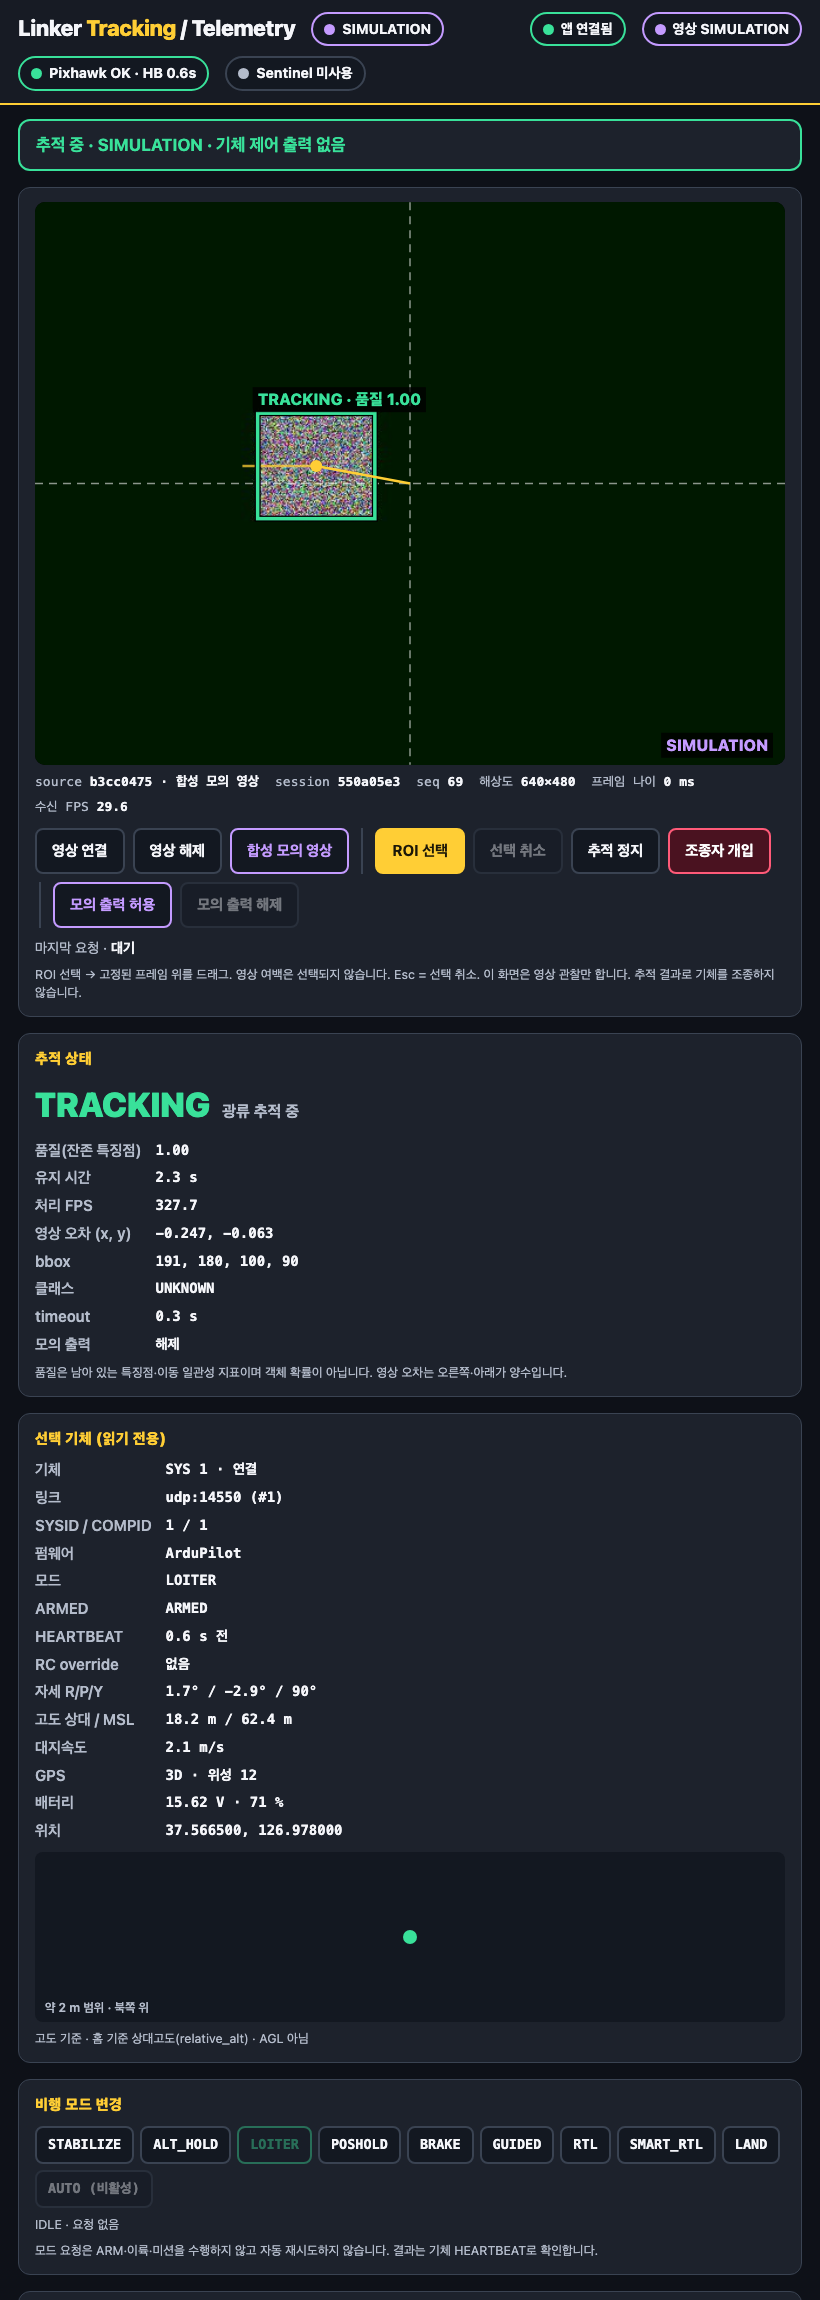 Linker Tracking / Telemetry
SIMULATION
앱 연결됨
영상 SIMULATION
Pixhawk OK · HB 0.6s
Sentinel 미사용
추적 중 · SIMULATION · 기체 제어 출력 없음
TRACKING · 품질 1.00
SIMULATION
source b3cc0475 · 합성 모의 영상 session 550a05e3 seq 69 해상도 640×480 프레임 나이 0 ms
수신 FPS 29.6
영상 연결
영상 해제
합성 모의 영상
ROI 선택
선택 취소
추적 정지
조종자 개입
모의 출력 허용
모의 출력 해제
마지막 요청 · 대기
ROI 선택 → 고정된 프레임 위를 드래그. 영상 여백은 선택되지 않습니다. Esc = 선택 취소. 이 화면은 영상 관찰만 합니다. 추적 결과로 기체를 조종하지
않습니다.
추적 상태
TRACKING 광류 추적 중
품질(잔존 특징점) 1.00
유지 시간 2.3 s
처리 FPS 327.7
영상 오차 (x, y) −0.247, −0.063
bbox 191, 180, 100, 90
클래스 UNKNOWN
timeout 0.3 s
모의 출력 해제
품질은 남아 있는 특징점·이동 일관성 지표이며 객체 확률이 아닙니다. 영상 오차는 오른쪽·아래가 양수입니다.
선택 기체 (읽기 전용)
기체 SYS 1 · 연결
링크 udp:14550 (#1)
SYSID / COMPID 1 / 1
펌웨어 ArduPilot
모드 LOITER
ARMED ARMED
HEARTBEAT 0.6 s 전
RC override 없음
자세 R/P/Y 1.7° / −2.9° / 90°
고도 상대 / MSL 18.2 m / 62.4 m
대지속도 2.1 m/s
GPS 3D · 위성 12
배터리 15.62 V · 71 %
위치 37.566500, 126.978000
약 2 m 범위 · 북쪽 위
고도 기준 · 홈 기준 상대고도(relative_alt) · AGL 아님
비행 모드 변경
STABILIZE
ALT_HOLD
LOITER
POSHOLD
BRAKE
GUIDED
RTL
SMART_RTL
LAND
AUTO (비활성)
IDLE · 요청 없음
모드 요청은 ARM·이륙·미션을 수행하지 않고 자동 재시도하지 않습니다. 결과는 기체 HEARTBEAT로 확인합니다.